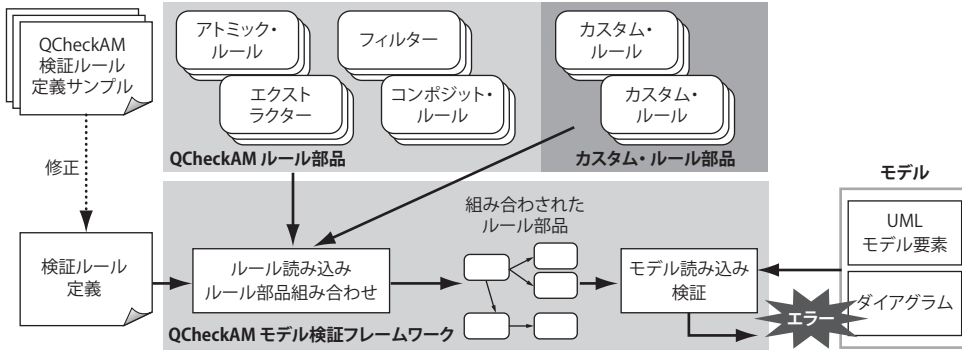 QCheckAM
検証ルール
定義サンプル
修正
検証ルール
定義
アトミック・
ルール
フィルター
エクスト
ラクター
コンポジット・
ルール
QCheckAM ルール部品
カスタム・
ルール
カスタム・
ルール
カスタム・ルール部品
ルール読み込み
ルール部品組み合わせ
組み合わされた
ルール部品
モデル読み込み
検証
QCheckAM モデル検証フレームワーク
モデル
UML
モデル要素
ダイアグラム
エラー